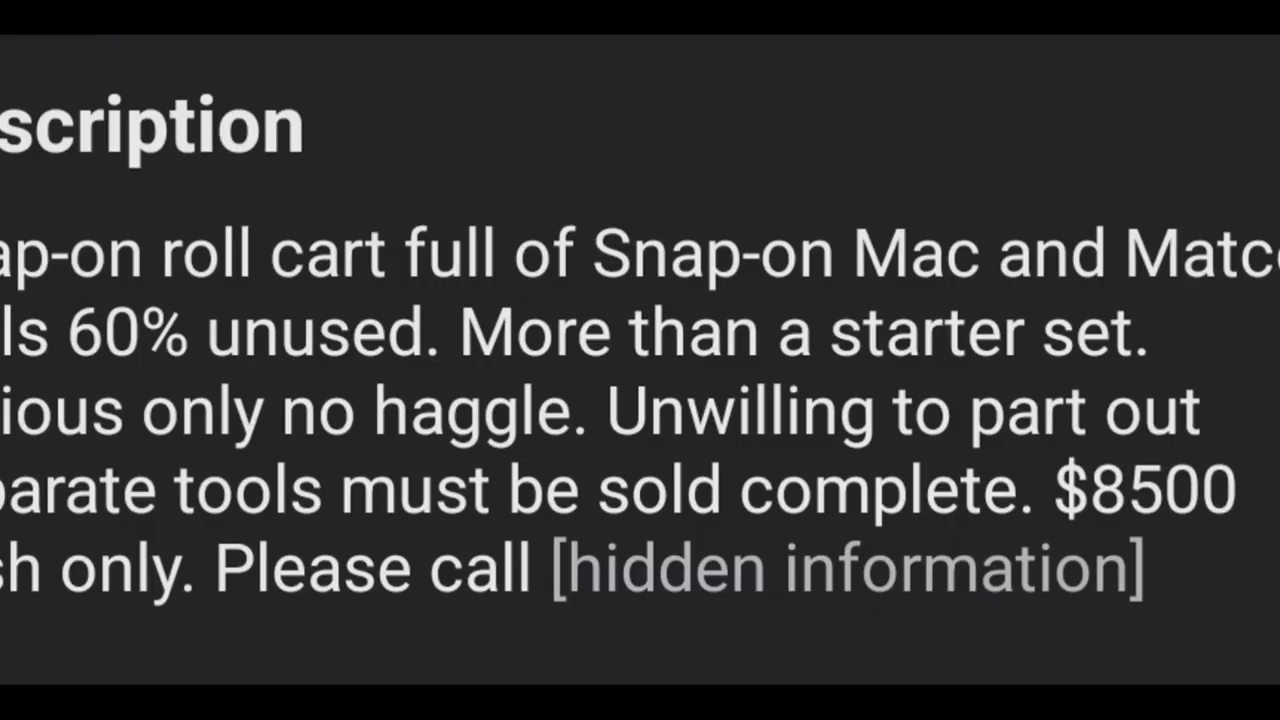 scription
ap-on roll cart full of Snap-on Mac and Matc
ls 60% unused. More than a starter set.
ious only no haggle. Unwilling to part out
parate tools must be sold complete. $8500
sh only. Please call [hidden information]